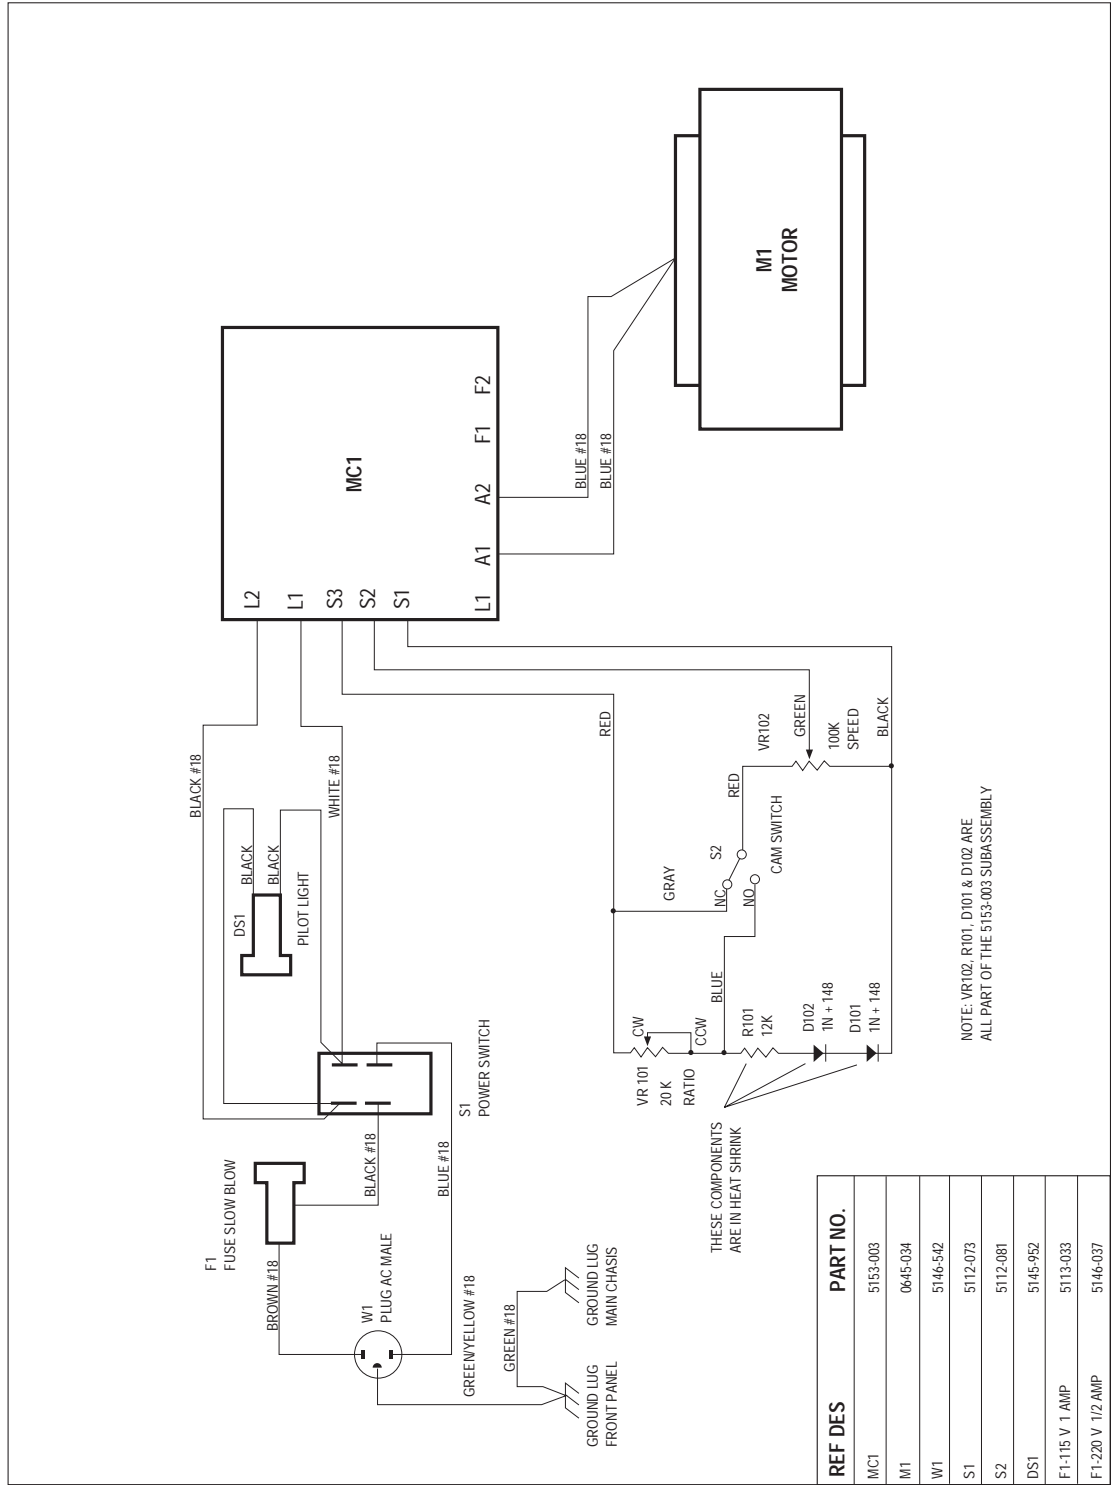 F1
FUSE SLOW BLOW
BROWN #18
W1
PLUG AC MALE
GREEN/YELLOW #18
GREEN #18
GROUND LUG
FRONT PANEL
GROUND LUG
MAIN CHASIS
BLACK #18
BLUE #18
S1
POWER SWITCH
DS1
PILOT LIGHT
BLACK
BLACK
BLACK #18
WHITE #18
L2
L1
S3
S2
S1
MC1
L1
A1
A2
F1
F2
BLUE #18
BLUE #18
M1
MOTOR
RED
GRAY
S2
NC
NO
CAM SWITCH
RED
VR102
GREEN
100K
SPEED
BLACK
BLUE
CW
CCW
VR 101
20 K
RATIO
R101
12K
D102
1N + 148
D101
1N + 148
THESE COMPONENTS
ARE IN HEAT SHRINK
NOTE: VR102, R101, D101 & D102 ARE
ALL PART OF THE 5153-003 SUBASSEMBLY
REF DES PART NO.
MC1 5153-003
M1 0645-034
W1 5146-542
S1 5112-073
S2 5112-081
DS1 5145-952
F1-115 V 1 AMP 5113-033
F1-220 V 1/2 AMP 5146-037